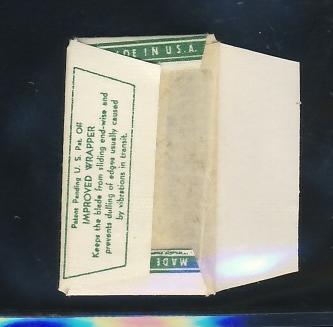 MADE IN U.S.A.
Patent Pending U. S. Pat. Off
IMPROVED WRAPPER
Keeps the blade from sliding end-wise and
prevents dulling of edges usually caused
by vibrations in transit.
MADE